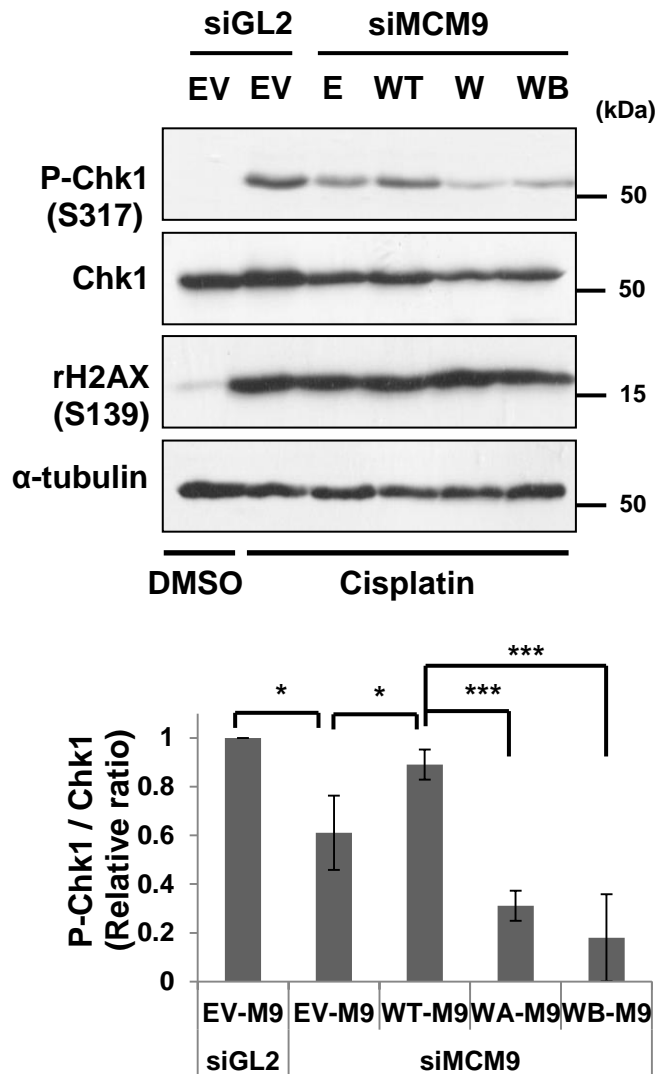 siGL2 siMCM9
EV EV E WT W WB
(kDa)
P-Chk1
(S317)
50
Chk1
50
rH2AX
(S139)
15
α-tubulin
50
DMSO Cisplatin
***
* * ***
P-Chk1 / Chk1
(Relative ratio)
1
0.8
0.6
0.4
0.2
0
EV-M9 EV-M9 WT-M9 WA-M9 WB-M9
siGL2 siMCM9